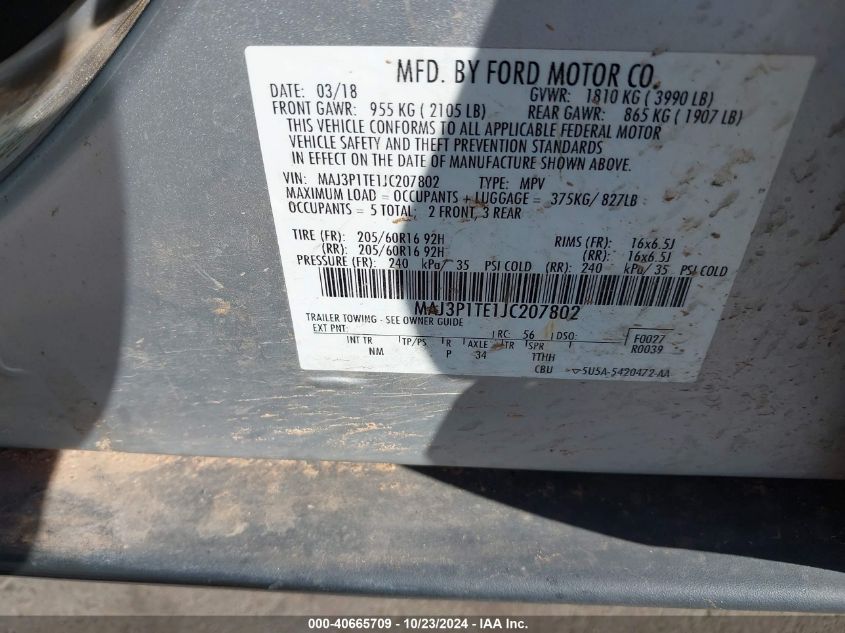 MFD. BY FORD MOTOR CO.
DATE: 03/18 GVWR: 1810 KG ( 3990 LB)
FRONT GAWR: 955 KG ( 2105 LB) REAR GAWR: 865 KG ( 1907 LB)
THIS VEHICLE CONFORMS TO ALL APPLICABLE FEDERAL MOTOR
VEHICLE SAFETY AND THEFT PREVENTION STANDARDS
IN EFFECT ON THE DATE OF MANUFACTURE SHOWN ABOVE.
VIN: MAJ3P1TE1JC207802 TYPE: MPV
MAXIMUM LOAD = OCCUPANTS + LUGGAGE = 375KG/ 827LB
OCCUPANTS = 5 TOTAL; 2 FRONT, 3 REAR
TIRE (FR): 205/60R16 92H RIMS (FR): 16x6.5J
(RR): 205/60R16 92H (RR): 16x6.5J
PRESSURE (FR): 240 kPa/ 35 PSI COLD (RR): 240 kPa/ 35 PSI COLD
MAJ3P1TE1JC207802
TRAILER TOWING - SEE OWNER GUIDE
EXT PNT: RC: 56 DSO: F0027
R0039
INT TR TP/PS R AXLE TR SPR
NM P 34 1THH
CBU 5U5A-5420472-AA
000-40665709 - 10/23/2024 - IAA Inc.